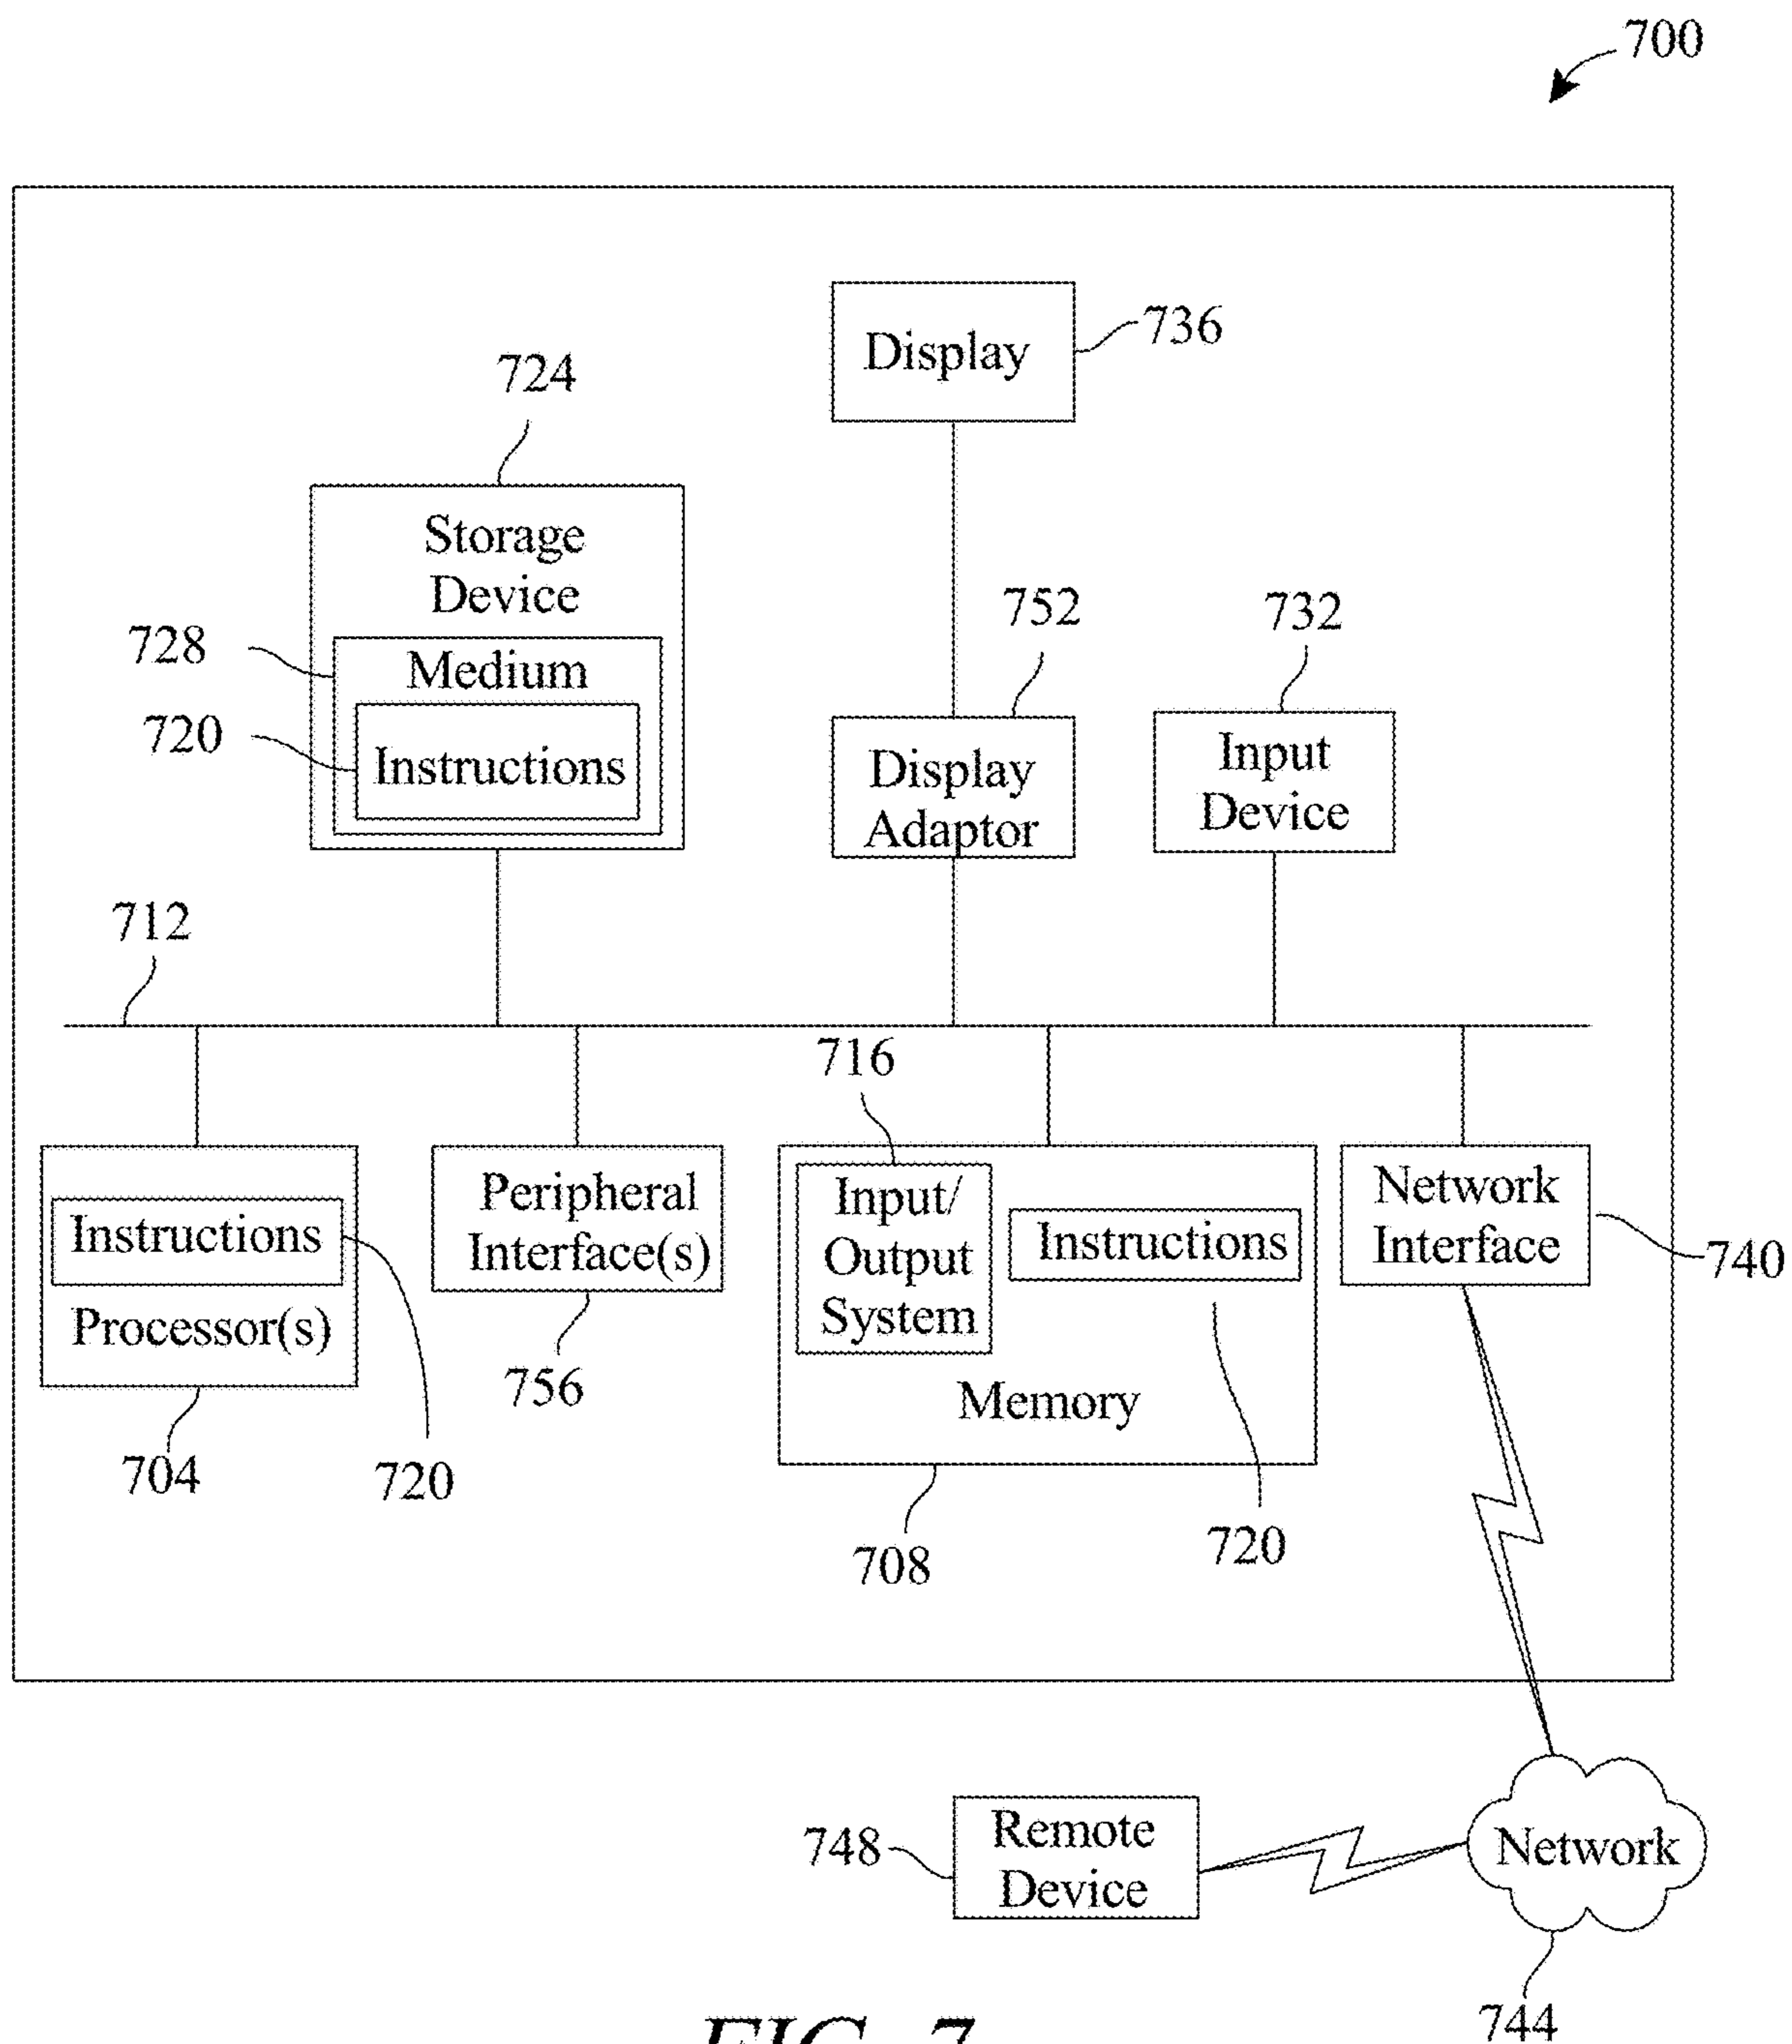 700
Display
736
724
Storage
Device
752
732
728
Medium
720
Instructions
Display
Adaptor
Input
Device
712
716
Instructions
Processor(s)
Peripheral
Interface(s)
Input/
Output
System
Instructions
Memory
Network
Interface
740
756
704
720
708
720
748
Remote
Device
Network
744
FIG. 7